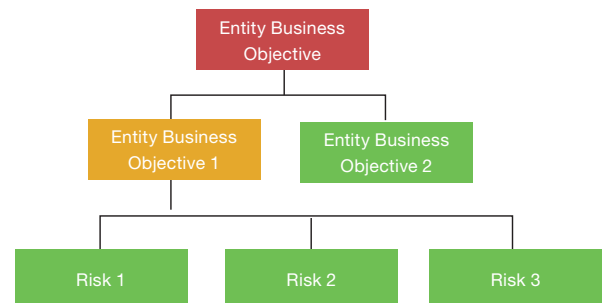 Entity Business
Objective
Entity Business
Objective 1
Entity Business
Objective 2
Risk 1
Risk 2
Risk 3